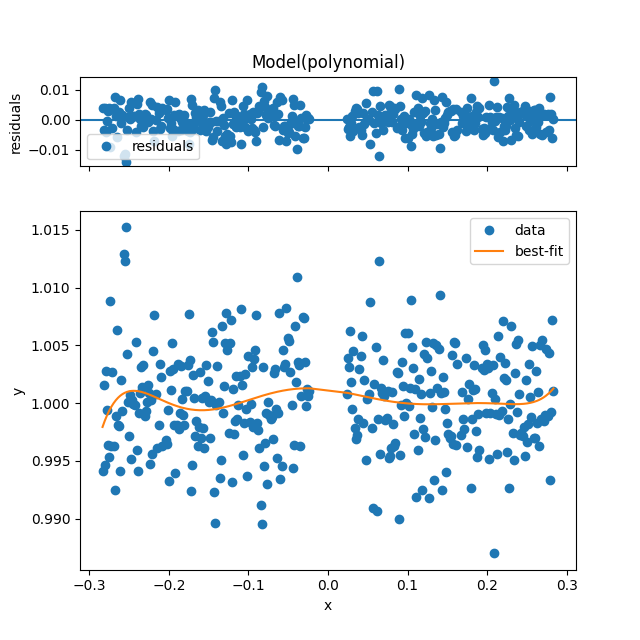 Model(polynomial)
0.01
0.00
−0.01
residuals
residuals
1.015
1.010
1.005
1.000
0.995
0.990
y
data
best-fit
−0.3 −0.2 −0.1 0.0 0.1 0.2 0.3
x